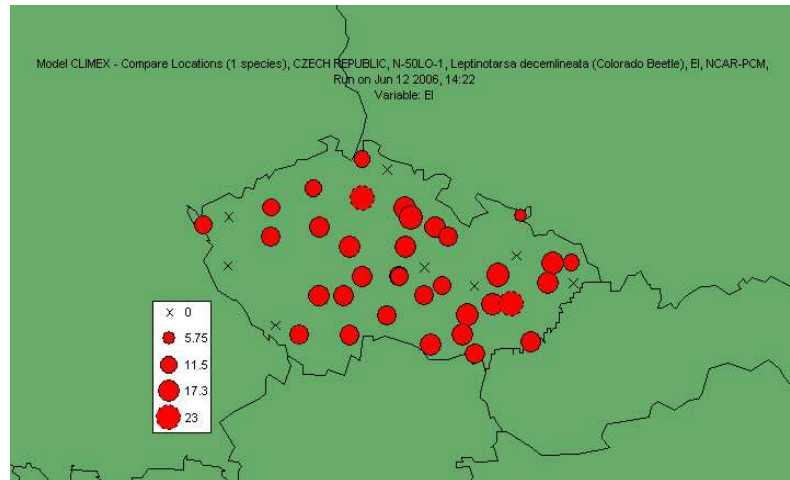 Model CLIMEX - Compare Locations (1 species), CZECH REPUBLIC, N-50LO-1, Leptinotarsa decemlineata (Colorado Beetle), EI, NCAR-PCM,
Run on Jun 12 2006, 14:22
Variable: EI
0
5.75
11.5
17.3
23